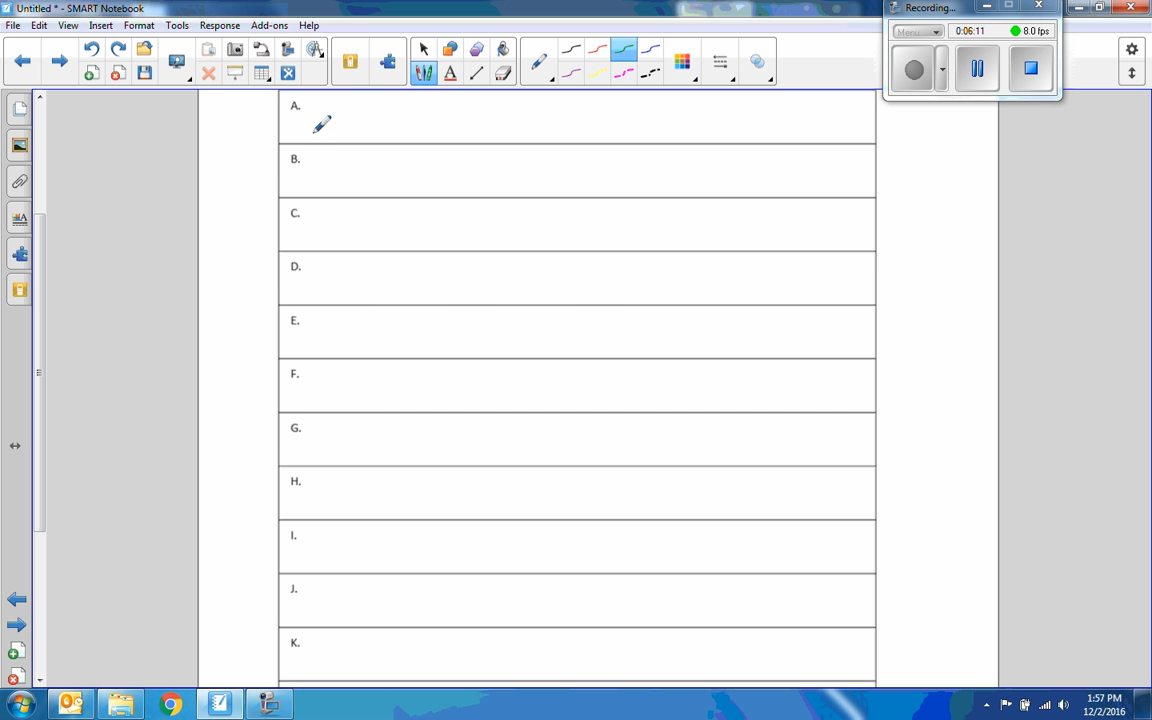 Untitled * - SMART Notebook
Recording...
File Edit View Insert Format Tools Response Add-ons Help
Menu 0:06:11 8.0 fps
A.
B.
C.
D.
E.
F.
G.
H.
I.
J.
K.
1:57 PM
12/2/2016